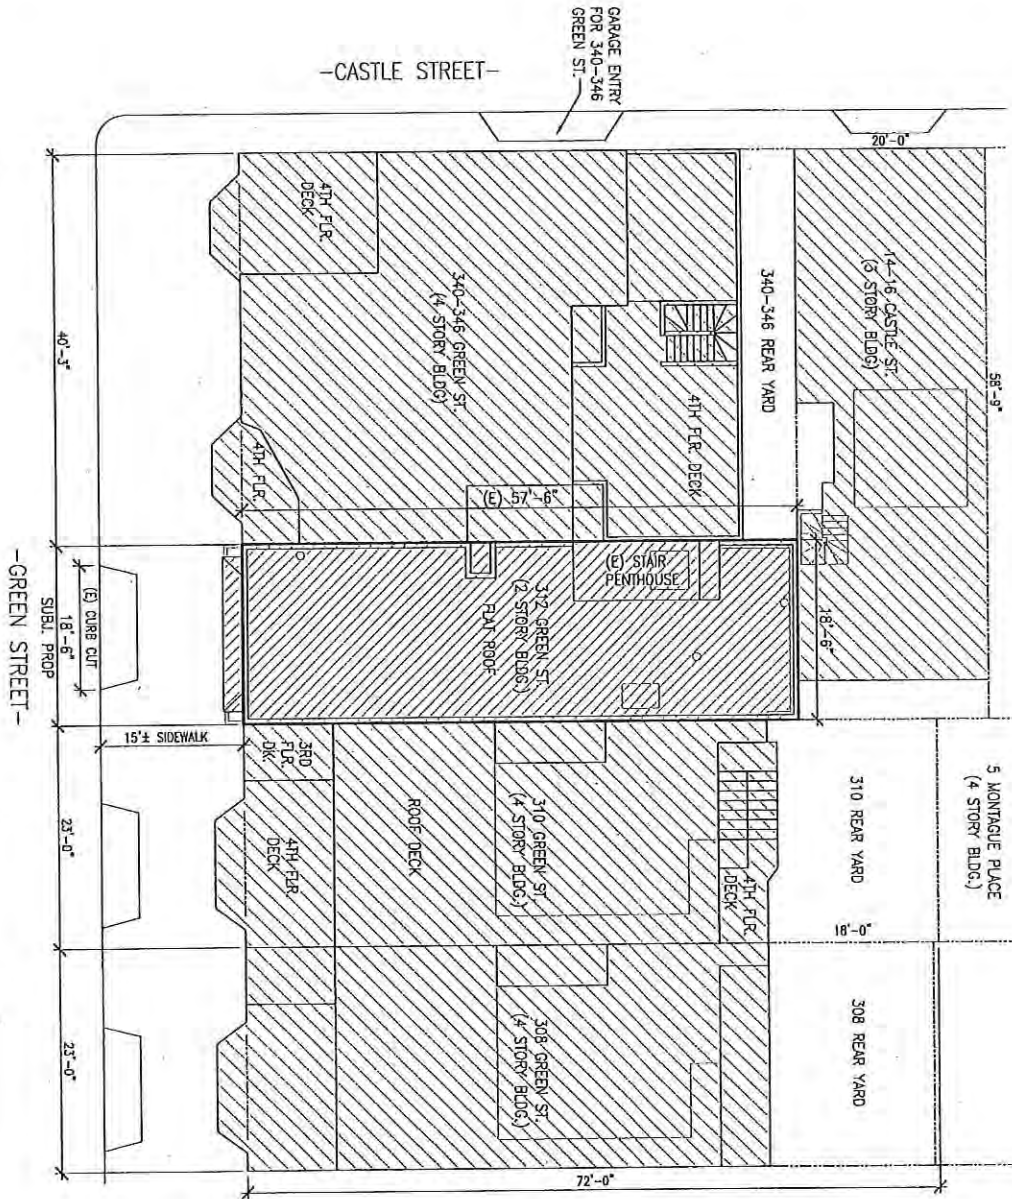 -CASTLE STREET-
GARAGE ENTRY
FOR 340-346
GREEN ST.
20'-0"
4TH FLR.
DECK
340-346 GREEN ST.
(4 STORY BLDG)
340-346 REAR YARD
14-16 CASTLE ST.
(3 STORY BLDG)
58'-9"
40'-3"
4TH FLR. DECK
4TH FLR.
(E) 57'-6"
(E) STAIR
PENTHOUSE
18'-6"
312 GREEN ST.
(2 STORY BLDG.)
FLAT ROOF
(E) CURB CUT
18'-6"
SUBJ. PROP
-GREEN STREET-
15'± SIDEWALK
3RD
FLR.
DK.
23'-0"
4TH FLR.
DECK
ROOF DECK
310 GREEN ST.
(4 STORY BLDG.)
4TH FLR.
DECK
310 REAR YARD
5 MONTAGUE PLACE
(4 STORY BLDG.)
18'-0"
23'-0"
308 GREEN ST.
(4 STORY BLDG.)
308 REAR YARD
72'-0"